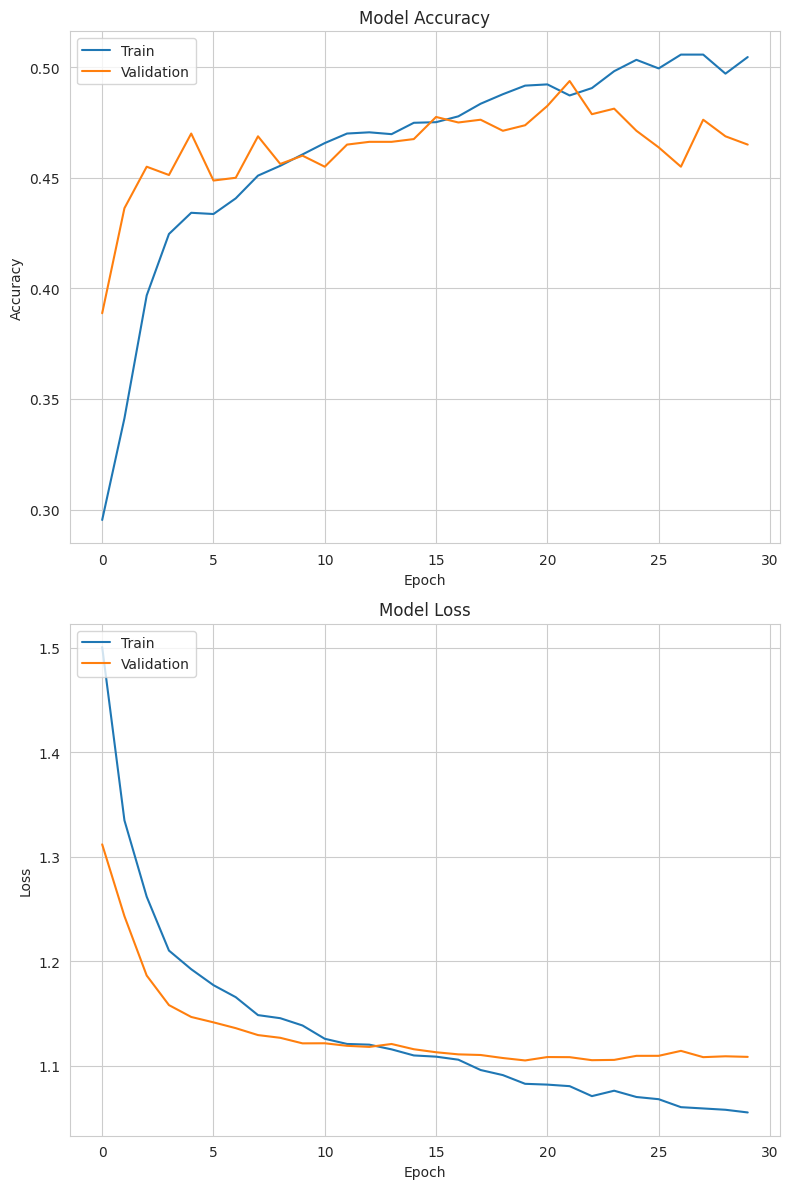 Model Accuracy
Train
Validation
0.50
0.45
0.40
0.35
0.30
Accuracy
0 5 10 15 20 25 30
Epoch
Model Loss
Train
Validation
1.5
1.4
1.3
1.2
1.1
Loss
0 5 10 15 20 25 30
Epoch